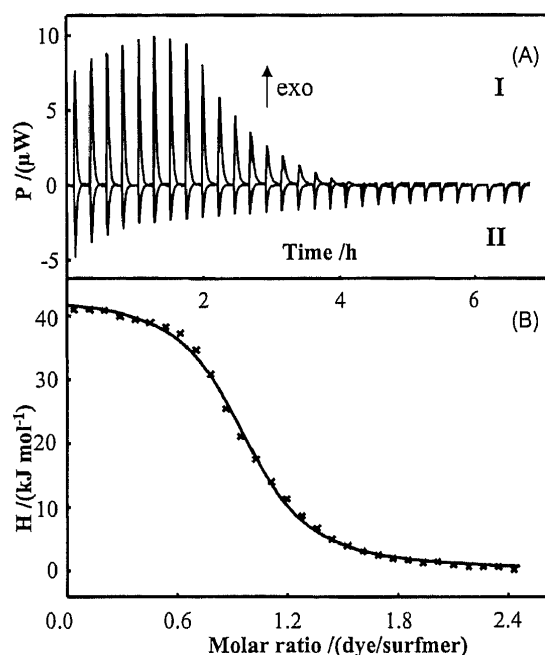 10
(A)
exo
I
5
P /(µW)
0
Time /h
II
-5
2 4 6
(B)
40
30
H /(kJ mol⁻¹)
20
10
0
0.0 0.6 1.2 1.8 2.4
Molar ratio /(dye/surfmer)